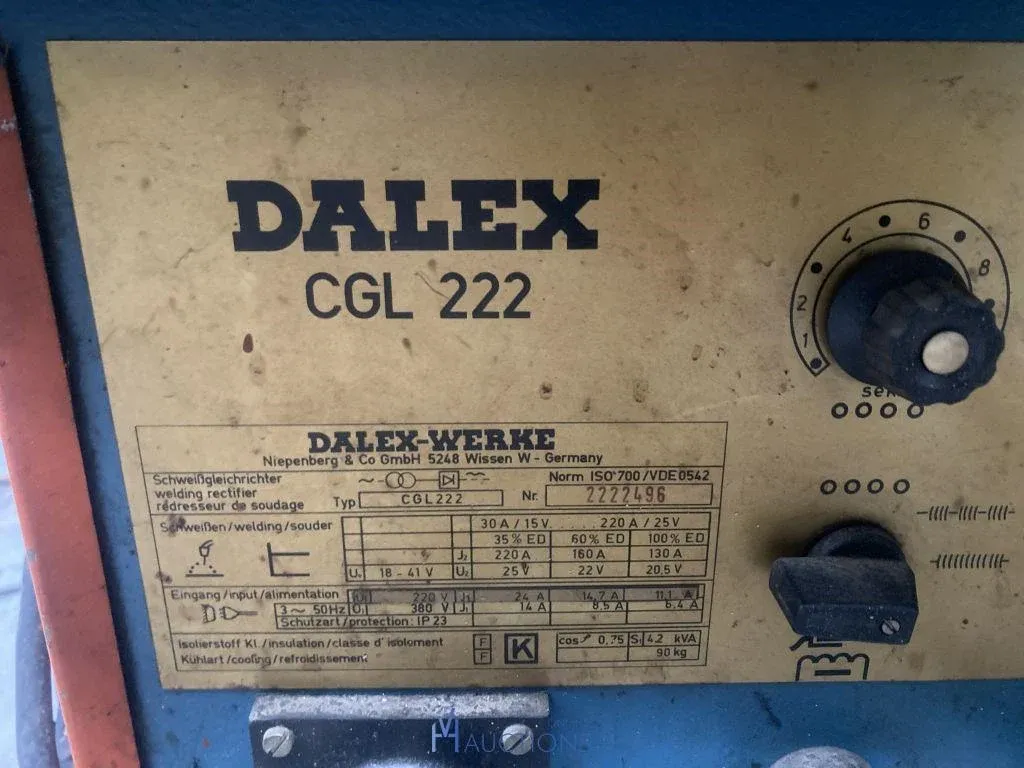 DALEX
CGL 222
1 2 4 6 8
DALEX-WERKE
Niepenberg & Co GmbH 5248 Wissen W - Germany
Schweißgleichrichter
welding rectifier
rédresseur de soudage
Typ CGL222
Norm ISO 700/VDE 0542
Nr. 2222496
Schweißen/welding/souder
30 A / 15 V..... 220 A / 25 V
35 % ED 60 % ED 100 % ED
J₂ 220 A 160 A 130 A
U₀ 18 - 41 V U₂ 25 V 22 V 20,5 V
Eingang/input/alimentation U₁ 220 V J₁ 24 A 14,7 A 11,1 A
3~ 50Hz U₁ 380 V J₁ 14 A 8,5 A 6,4 A
Schutzart/protection: IP 23
Isolierstoff Kl./insulation/classe d'isoloment F
Kühlart/cooling/refroidissement F
K
cos φ 0,75 S₁ 4.2 kVA
90 kg
AUCTION